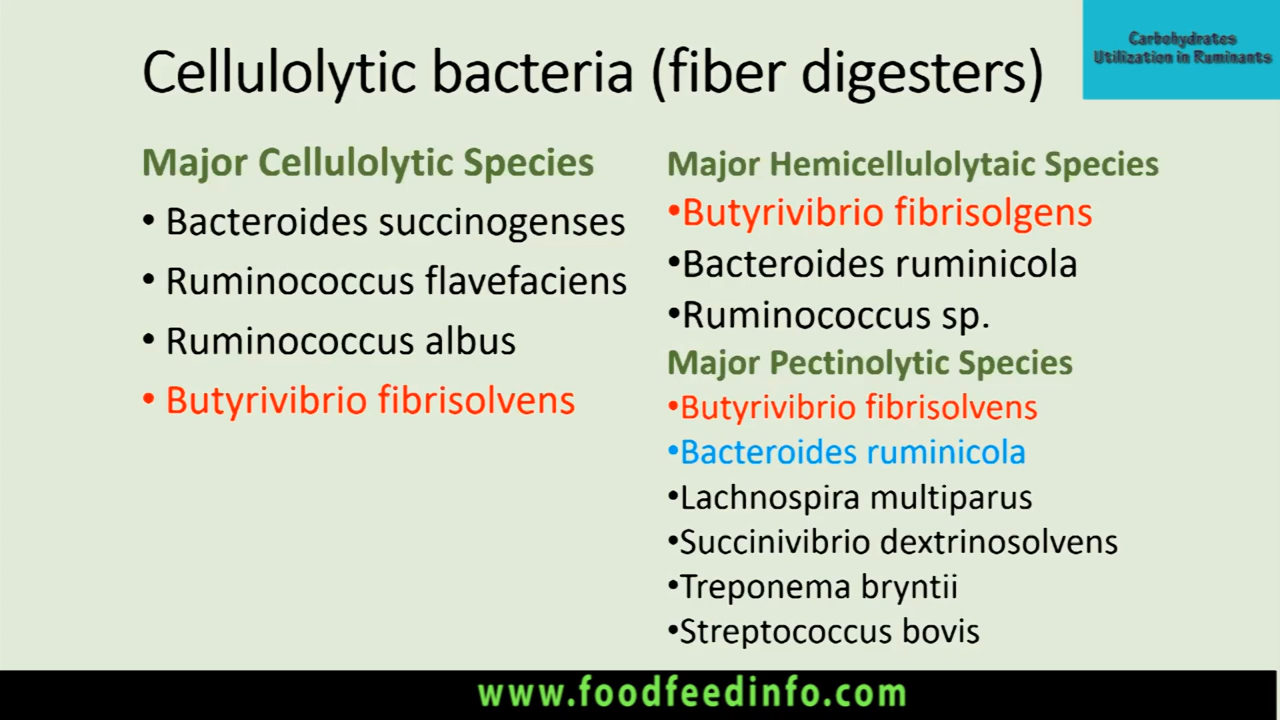 Cellulolytic bacteria (fiber digesters)
Carbohydrates
Utilization in Ruminants
Major Cellulolytic Species
• Bacteroides succinogenses
• Ruminococcus flavefaciens
• Ruminococcus albus
• Butyrivibrio fibrisolvens
Major Hemicellulolytaic Species
•Butyrivibrio fibrisolgens
•Bacteroides ruminicola
•Ruminococcus sp.
Major Pectinolytic Species
•Butyrivibrio fibrisolvens
•Bacteroides ruminicola
•Lachnospira multiparus
•Succinivibrio dextrinosolvens
•Treponema bryntii
•Streptococcus bovis
www.foodfeedinfo.com